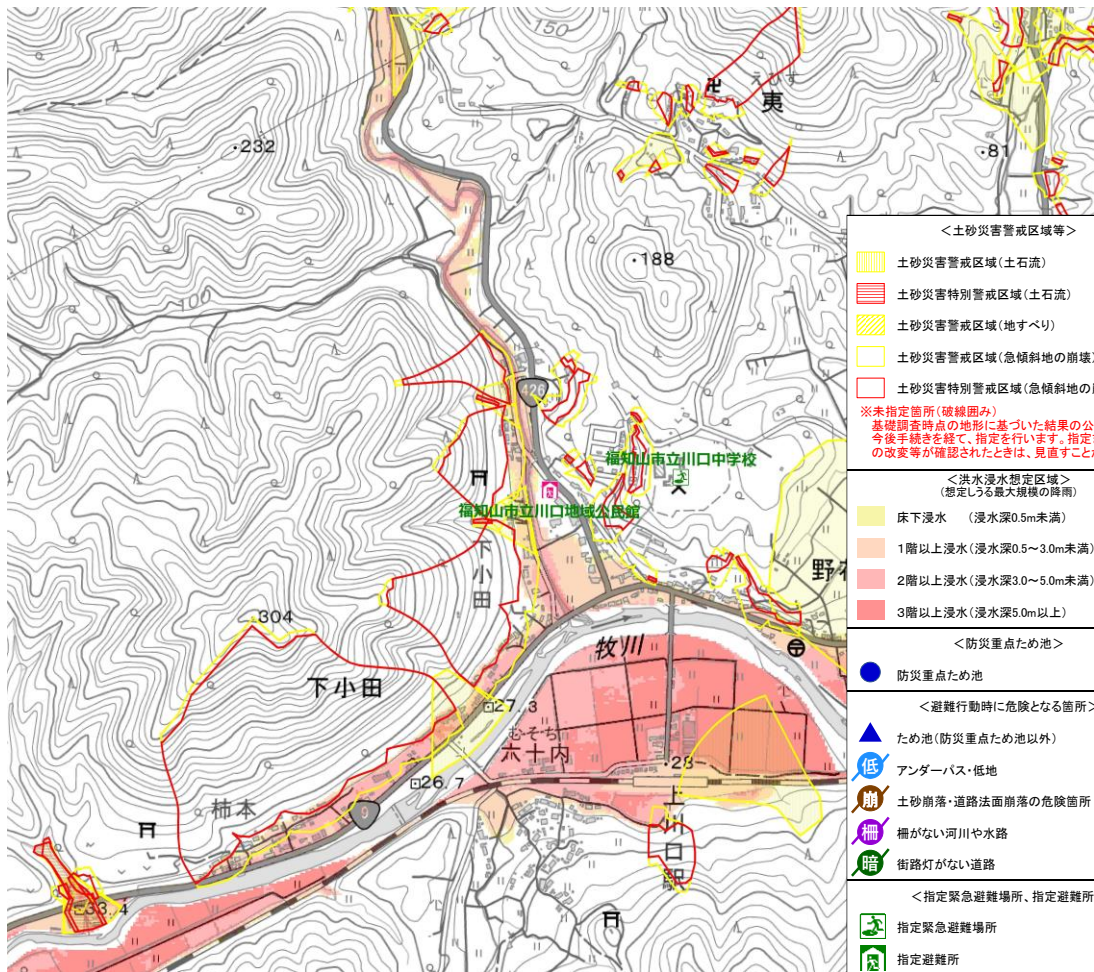 150
えびす
卍 夷
232
81
188
100
426
福知山市立川口中学校
福知山市立川口地域公民館
下小田
野
304
牧川
下小田
27.3
むそち
六十内
23
26.7
上川口駅
柿本
9
33.4
＜土砂災害警戒区域等＞
土砂災害警戒区域(土石流)
土砂災害特別警戒区域(土石流)
土砂災害警戒区域(地すべり)
土砂災害警戒区域(急傾斜地の崩壊)
土砂災害特別警戒区域(急傾斜地の崩
※未指定箇所(破線囲み)
基礎調査時点の地形に基づいた結果の公
今後手続きを経て、指定を行います。指定
の改変等が確認されたときは、見直すこと
＜洪水浸水想定区域＞
(想定しうる最大規模の降雨)
床下浸水 (浸水深0.5m未満)
1階以上浸水(浸水深0.5～3.0m未満)
2階以上浸水(浸水深3.0～5.0m未満)
3階以上浸水(浸水深5.0m以上)
＜防災重点ため池＞
防災重点ため池
＜避難行動時に危険となる箇所＞
ため池(防災重点ため池以外)
低 アンダーパス・低地
崩 土砂崩落・道路法面崩落の危険箇所
柵 柵がない河川や水路
暗 街路灯がない道路
＜指定緊急避難場所、指定避難所
指定緊急避難場所
指定避難所